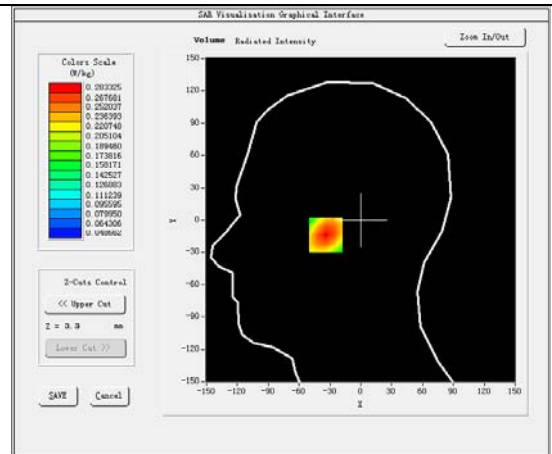 SAR Visualisation Graphical Interface
Volume Radiated Intensity
Zoom In/Out
Colors Scale
(W/kg)
0.283325
0.267681
0.252037
0.236393
0.220748
0.205104
0.189460
0.173816
0.158171
0.142527
0.126883
0.111239
0.095595
0.079950
0.064306
0.048662
Z-Cuts Control
<< Upper Cut
Z = 3.3 mm
Lower Cut >>
SAVE Cancel
150
120
90
60
30
0
-30
-60
-90
-120
-150
Y
-150 -120 -90 -60 -30 0 30 60 90 120 150
X